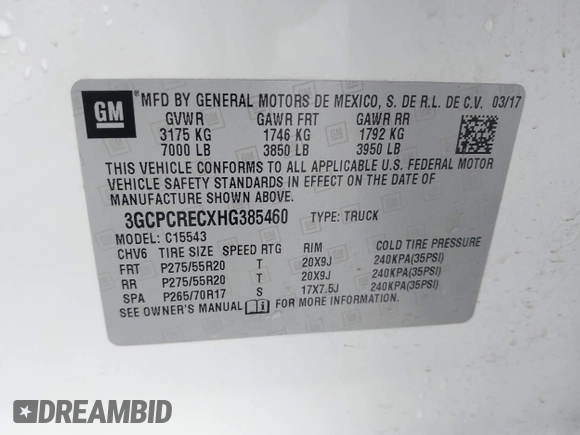 GM
MFD BY GENERAL MOTORS DE MEXICO, S. DE R.L. DE C.V. 03/17
GVWR GAWR FRT GAWR RR
3175 KG 1746 KG 1792 KG
7000 LB 3850 LB 3950 LB
THIS VEHICLE CONFORMS TO ALL APPLICABLE U.S. FEDERAL MOTOR
VEHICLE SAFETY STANDARDS IN EFFECT ON THE DATE OF
MANUFACTURE SHOWN ABOVE.
3GCPCRECXHG385460 TYPE: TRUCK
MODEL: C15543
CHV6 TIRE SIZE SPEED RTG RIM COLD TIRE PRESSURE
FRT P275/55R20 T 20X9J 240KPA(35PSI)
RR P275/55R20 T 20X9J 240KPA(35PSI)
SPA P265/70R17 S 17X7.5J 240KPA(35PSI)
SEE OWNER'S MANUAL FOR MORE INFORMATION.
DREAMBID